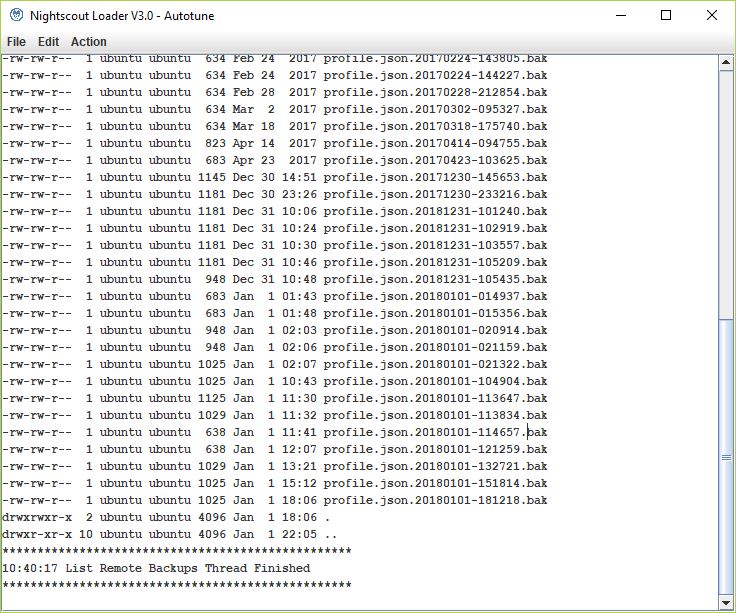 Nightscout Loader V3.0 - Autotune
File Edit Action
-rw-rw-r--  1 ubuntu ubuntu  634 Feb 24  2017 profile.json.20170224-143805.bak
-rw-rw-r--  1 ubuntu ubuntu  634 Feb 24  2017 profile.json.20170224-144227.bak
-rw-rw-r--  1 ubuntu ubuntu  634 Feb 28  2017 profile.json.20170228-212854.bak
-rw-rw-r--  1 ubuntu ubuntu  634 Mar  2  2017 profile.json.20170302-095327.bak
-rw-rw-r--  1 ubuntu ubuntu  634 Mar 18  2017 profile.json.20170318-175740.bak
-rw-rw-r--  1 ubuntu ubuntu  823 Apr 14  2017 profile.json.20170414-094755.bak
-rw-rw-r--  1 ubuntu ubuntu  683 Apr 23  2017 profile.json.20170423-103625.bak
-rw-rw-r--  1 ubuntu ubuntu 1145 Dec 30 14:51 profile.json.20171230-145653.bak
-rw-rw-r--  1 ubuntu ubuntu 1181 Dec 30 23:26 profile.json.20171230-233216.bak
-rw-rw-r--  1 ubuntu ubuntu 1181 Dec 31 10:06 profile.json.20181231-101240.bak
-rw-rw-r--  1 ubuntu ubuntu 1181 Dec 31 10:24 profile.json.20181231-102919.bak
-rw-rw-r--  1 ubuntu ubuntu 1181 Dec 31 10:30 profile.json.20181231-103557.bak
-rw-rw-r--  1 ubuntu ubuntu 1181 Dec 31 10:46 profile.json.20181231-105209.bak
-rw-rw-r--  1 ubuntu ubuntu  948 Dec 31 10:48 profile.json.20181231-105435.bak
-rw-rw-r--  1 ubuntu ubuntu  683 Jan  1 01:43 profile.json.20180101-014937.bak
-rw-rw-r--  1 ubuntu ubuntu  683 Jan  1 01:48 profile.json.20180101-015356.bak
-rw-rw-r--  1 ubuntu ubuntu  948 Jan  1 02:03 profile.json.20180101-020914.bak
-rw-rw-r--  1 ubuntu ubuntu  948 Jan  1 02:06 profile.json.20180101-021159.bak
-rw-rw-r--  1 ubuntu ubuntu 1025 Jan  1 02:07 profile.json.20180101-021322.bak
-rw-rw-r--  1 ubuntu ubuntu 1025 Jan  1 10:43 profile.json.20180101-104904.bak
-rw-rw-r--  1 ubuntu ubuntu 1125 Jan  1 11:30 profile.json.20180101-113647.bak
-rw-rw-r--  1 ubuntu ubuntu 1029 Jan  1 11:32 profile.json.20180101-113834.bak
-rw-rw-r--  1 ubuntu ubuntu  638 Jan  1 11:41 profile.json.20180101-114657.bak
-rw-rw-r--  1 ubuntu ubuntu  638 Jan  1 12:07 profile.json.20180101-121259.bak
-rw-rw-r--  1 ubuntu ubuntu 1029 Jan  1 13:21 profile.json.20180101-132721.bak
-rw-rw-r--  1 ubuntu ubuntu 1025 Jan  1 15:12 profile.json.20180101-151814.bak
-rw-rw-r--  1 ubuntu ubuntu 1025 Jan  1 18:06 profile.json.20180101-181218.bak
drwxrwxr-x  2 ubuntu ubuntu 4096 Jan  1 18:06 .
drwxr-xr-x 10 ubuntu ubuntu 4096 Jan  1 22:05 ..
**************************************************
10:40:17 List Remote Backups Thread Finished
**************************************************